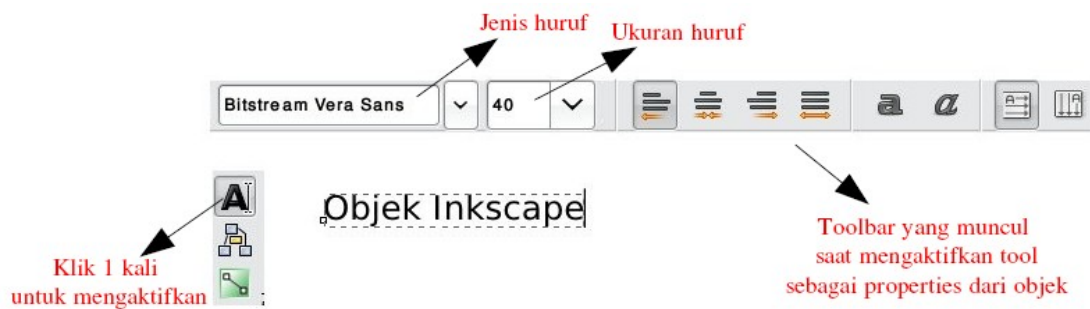 Jenis huruf
Ukuran huruf
Bitstream Vera Sans
40
Objek Inkscape
Klik 1 kali
untuk mengaktifkan
Toolbar yang muncul
saat mengaktifkan tool
sebagai properties dari objek